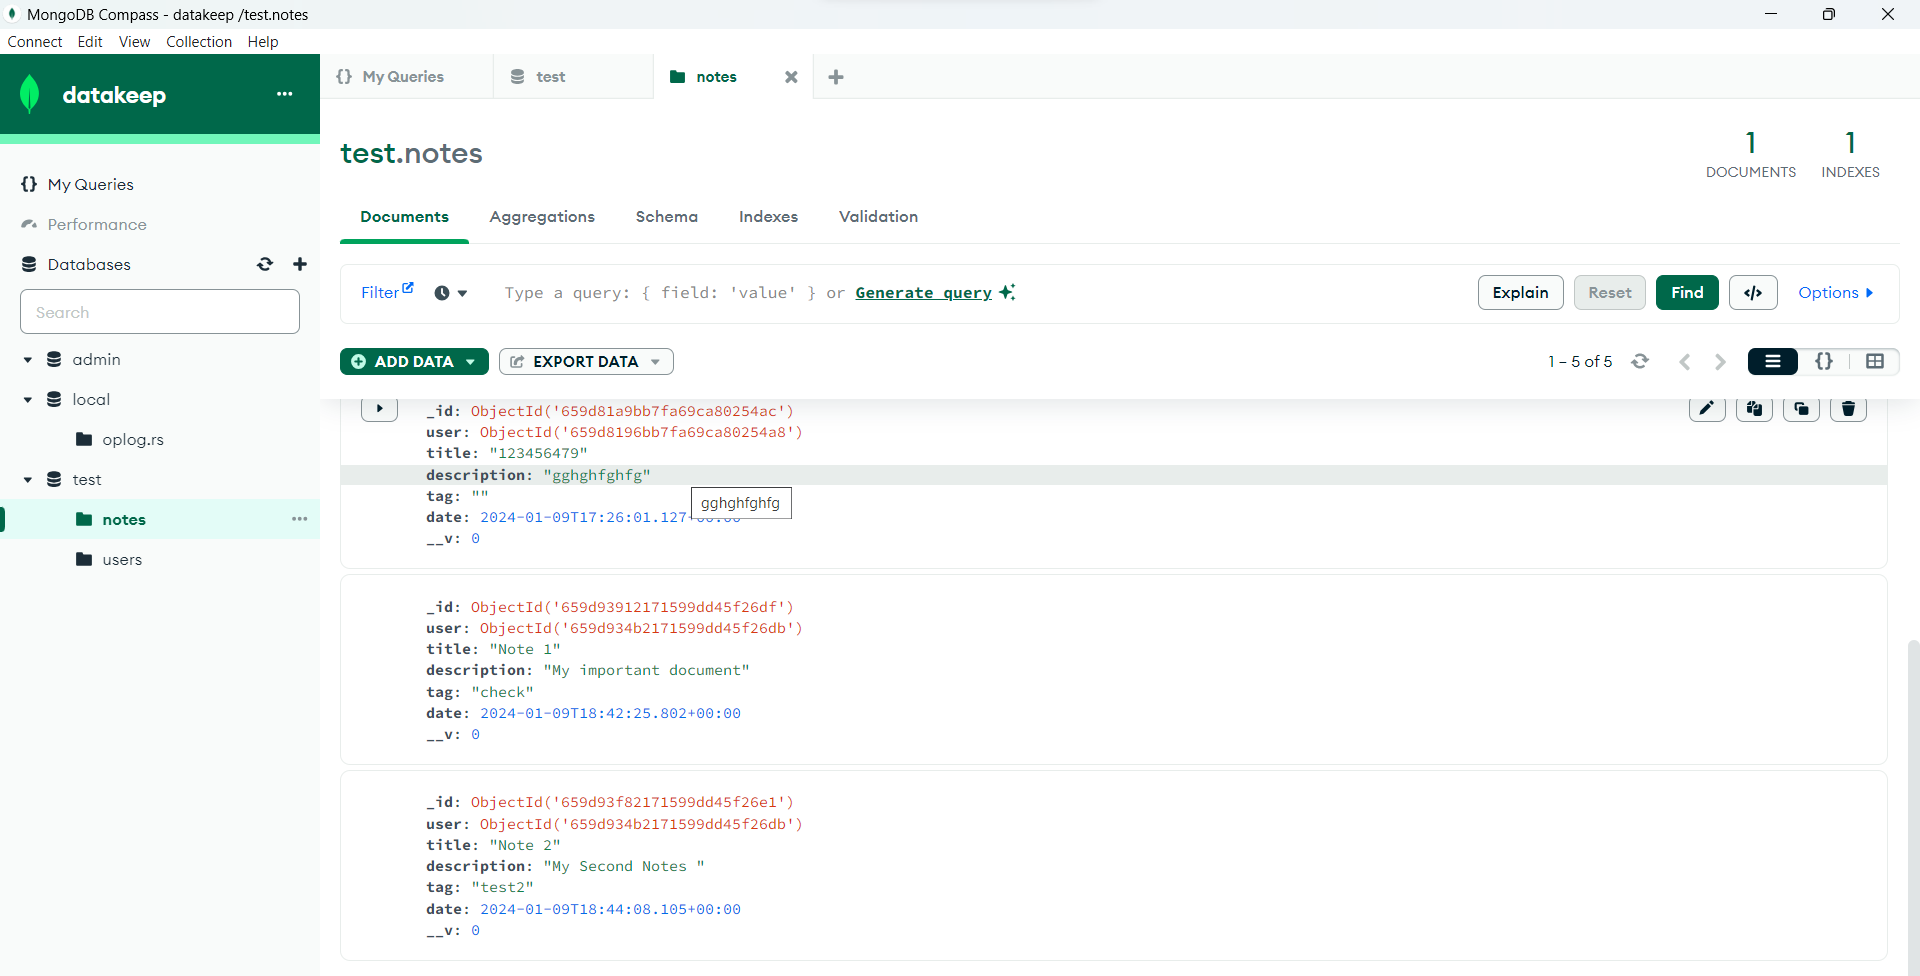 MongoDB Compass - datakeep /test.notes
Connect Edit View Collection Help
datakeep
My Queries
Performance
Databases
Search
admin
local
oplog.rs
test
notes
users
My Queries
test
notes
test.notes
1 DOCUMENTS
1 INDEXES
Documents Aggregations Schema Indexes Validation
Filter Type a query: { field: 'value' } or Generate query Explain Reset Find </> Options
ADD DATA EXPORT DATA 1 – 5 of 5 {}
_id: ObjectId('659d81a9bb7fa69ca80254ac')
user: ObjectId('659d8196bb7fa69ca80254a8')
title: "123456479"
description: "gghghfghfg"
tag: ""
gghghfghfg
date: 2024-01-09T17:26:01.127+00:00
__v: 0
_id: ObjectId('659d93912171599dd45f26df')
user: ObjectId('659d934b2171599dd45f26db')
title: "Note 1"
description: "My important document"
tag: "check"
date: 2024-01-09T18:42:25.802+00:00
__v: 0
_id: ObjectId('659d93f82171599dd45f26e1')
user: ObjectId('659d934b2171599dd45f26db')
title: "Note 2"
description: "My Second Notes "
tag: "test2"
date: 2024-01-09T18:44:08.105+00:00
__v: 0